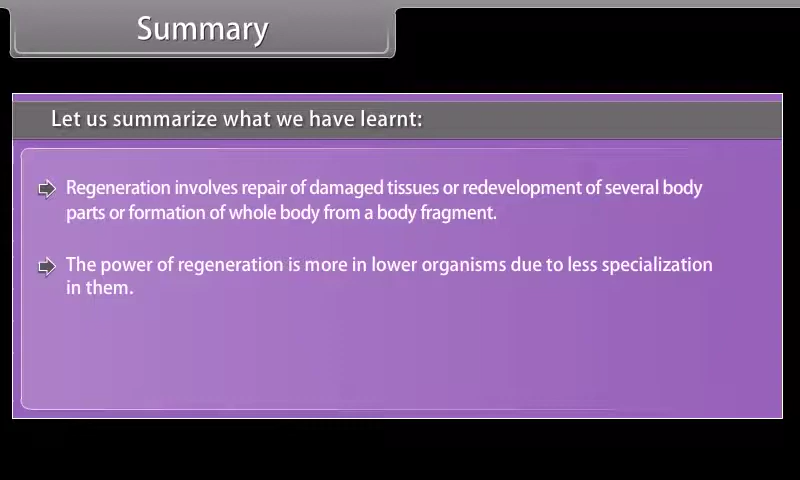 Summary
Let us summarize what we have learnt:
Regeneration involves repair of damaged tissues or redevelopment of several body
parts or formation of whole body from a body fragment.
The power of regeneration is more in lower organisms due to less specialization
in them.